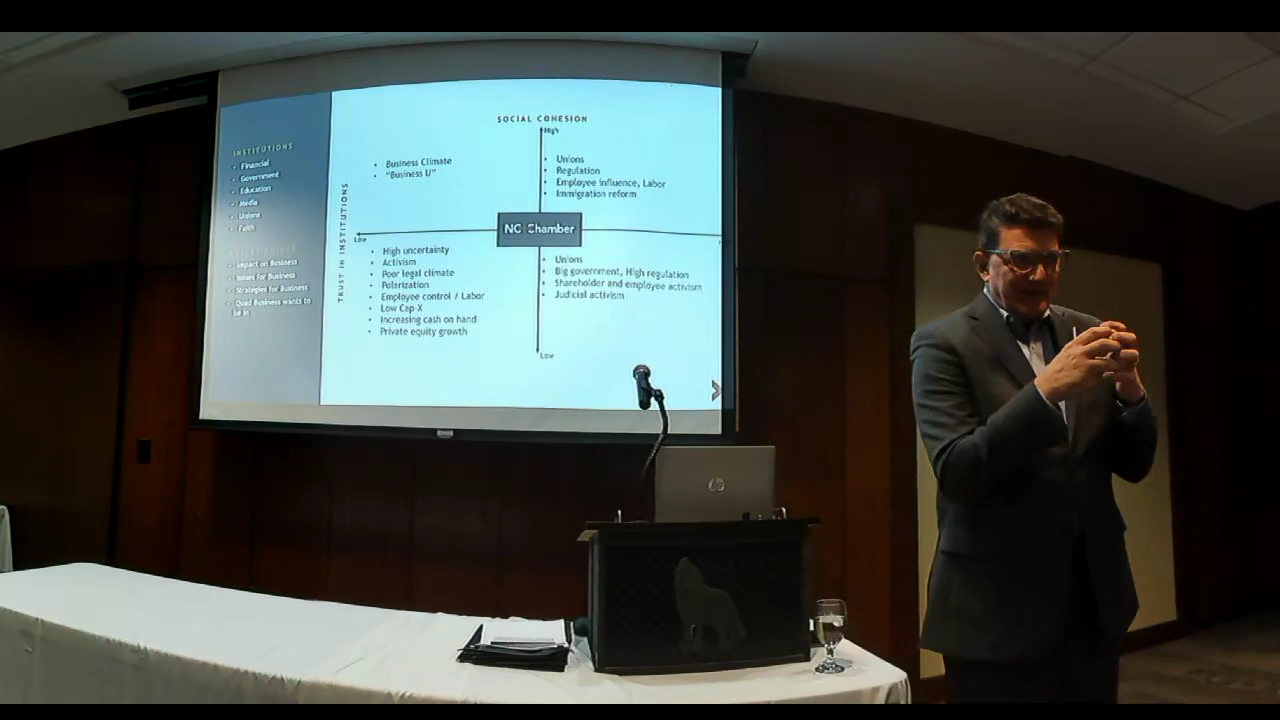 INSTITUTIONS
• Financial
• Government
• Education
• Media
• Unions
• Faith
• Impact on Business
• Issues for Business
• Strategies for Business
• Quad Business wants to
be in
SOCIAL COHESION
High
• Business Climate
• "Business U"
• Unions
• Regulation
• Employee influence, Labor
• Immigration reform
TRUST IN INSTITUTIONS
Low
NC Chamber
• High uncertainty
• Activism
• Poor legal climate
• Polarization
• Employee control / Labor
• Low Cap-X
• Increasing cash on hand
• Private equity growth
• Unions
• Big government, High regulation
• Shareholder and employee activism
• Judicial activism
Low
hp